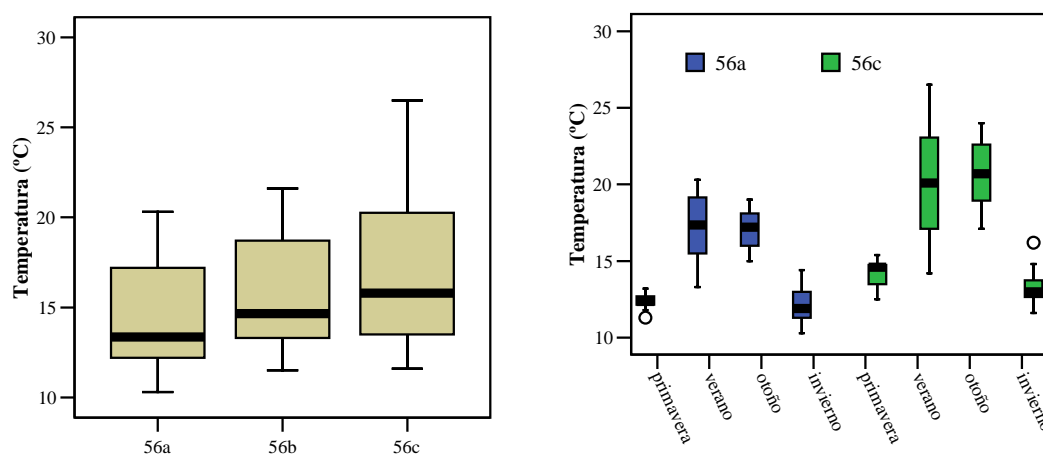 Temperatura (ºC)
30
25
20
15
10
56a
56b
56c
Temperatura (ºC)
30
25
20
15
10
56a
56c
primavera
verano
otoño
invierno
primavera
verano
otoño
invierno